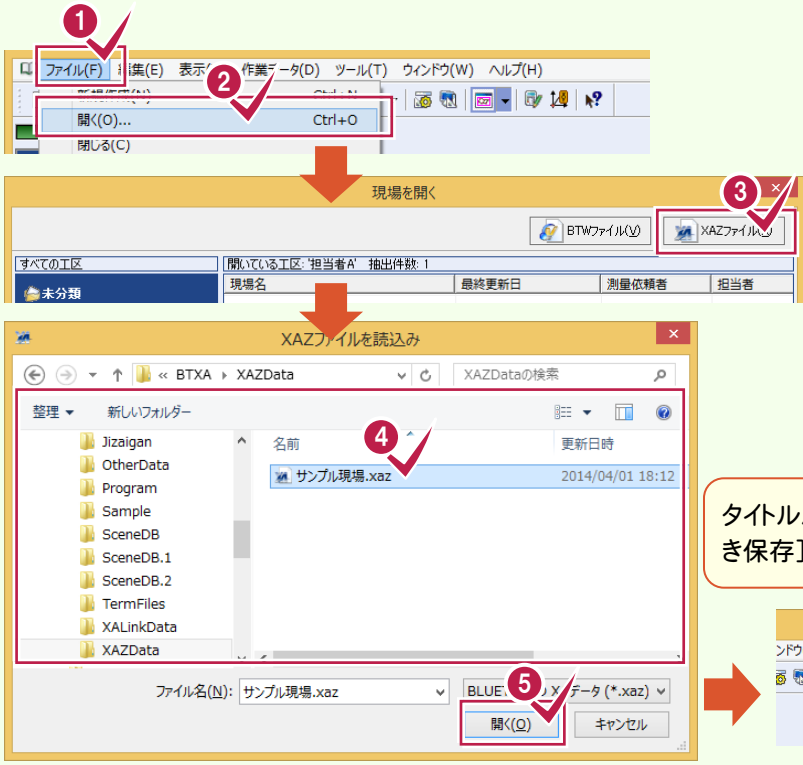 1
ファイル(F) 編集(E) 表示 作業データ(D) ツール(T) ウィンドウ(W) ヘルプ(H)
2
開く(O)... Ctrl+O
閉じる(C)
現場を開く
3
BTWファイル(V) XAZファイル
すべての工区 開いている工区: '担当者A' 抽出件数: 1
未分類 現場名 最終更新日 測量依頼者 担当者
XAZファイルを読込み
« BTXA XAZData XAZDataの検索
整理 新しいフォルダー
Jizaigan
OtherData
Program
Sample
SceneDB
SceneDB.1
SceneDB.2
TermFiles
XALinkData
XAZData
名前 更新日時
4
サンプル現場.xaz 2014/04/01 18:12
ファイル名(N): サンプル現場.xaz BLUE データ (*.xaz)
5
開く(O) キャンセル
タイトル
き保存]
ンドウ